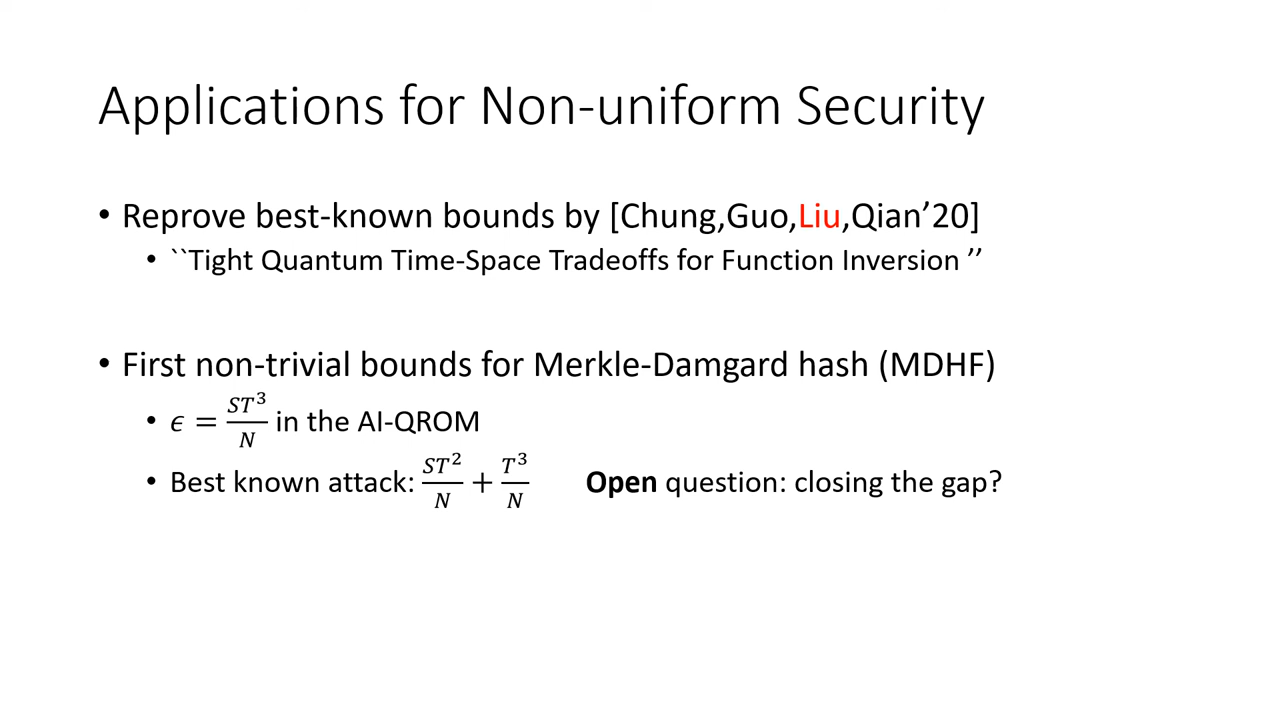 Applications for Non-uniform Security
• Reprove best-known bounds by [Chung,Guo,Liu,Qian’20]
• ``Tight Quantum Time-Space Tradeoffs for Function Inversion ’’
• First non-trivial bounds for Merkle-Damgard hash (MDHF)
• ϵ = ST³/N in the AI-QROM
• Best known attack: ST²/N + T³/N Open question: closing the gap?